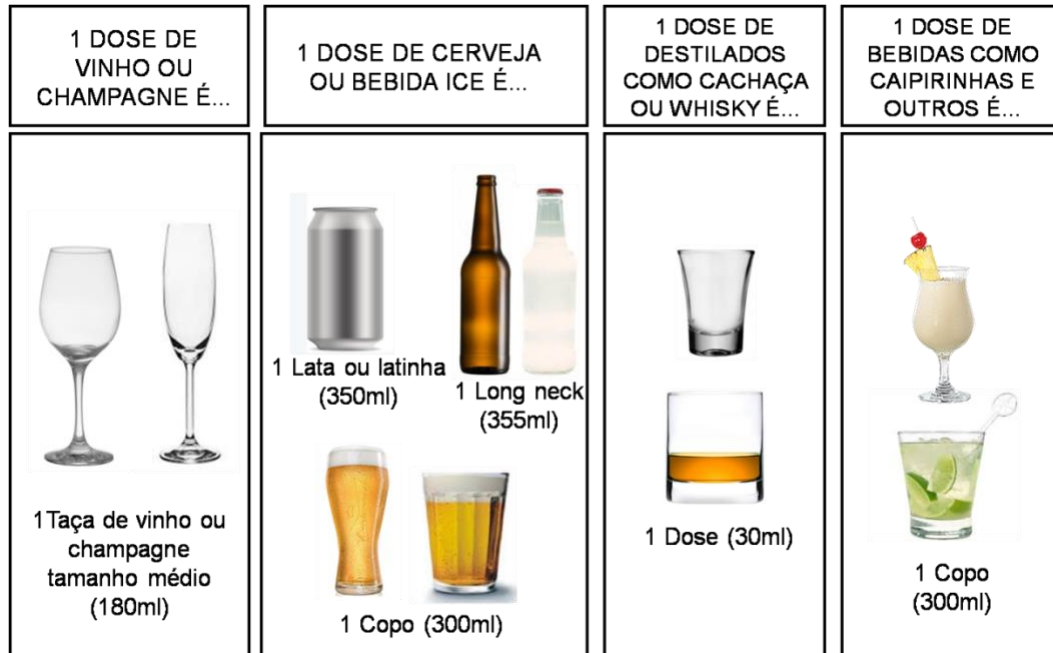 1 DOSE DE
VINHO OU
CHAMPAGNE É...
1 DOSE DE CERVEJA
OU BEBIDA ICE É...
1 DOSE DE
DESTILADOS
COMO CACHAÇA
OU WHISKY É...
1 DOSE DE
BEBIDAS COMO
CAIPIRINHAS E
OUTROS É...
1 Taça de vinho ou
champagne
tamanho médio
(180ml)
1 Lata ou latinha
(350ml)
1 Long neck
(355ml)
1 Copo (300ml)
1 Dose (30ml)
1 Copo
(300ml)